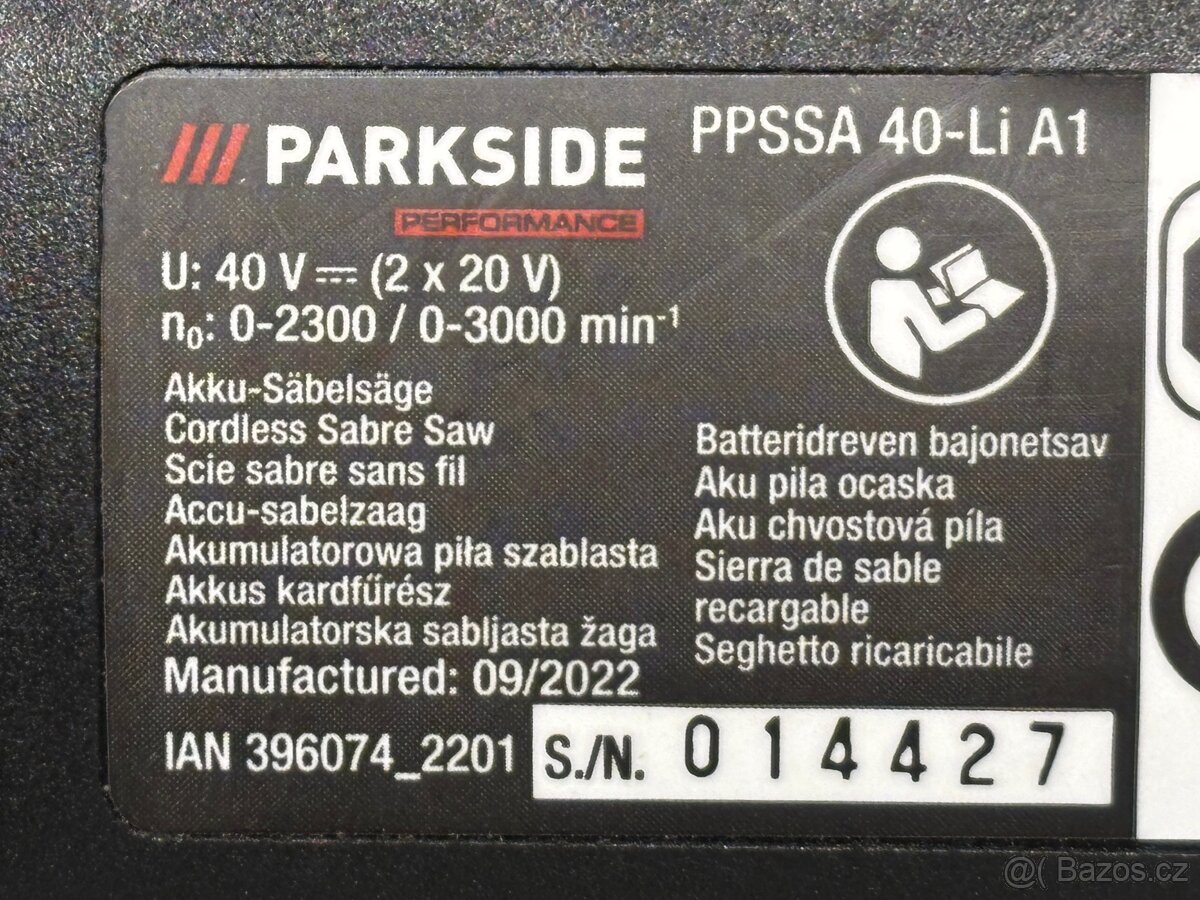 PARKSIDE
PERFORMANCE
PPSSA 40-Li A1
U: 40 V ⎓ (2 x 20 V)
n₀: 0-2300 / 0-3000 min⁻¹
Akku-Säbelsäge
Cordless Sabre Saw
Scie sabre sans fil
Accu-sabelzaag
Akumulatorowa piła szablasta
Akkus kardfűrész
Akumulatorska sabljasta žaga
Manufactured: 09/2022
Batteridreven bajonetsav
Aku pila ocaska
Aku chvostová píla
Sierra de sable
recargable
Seghetto ricaricabile
IAN 396074_2201
S./N. 014427
@( Bazos.cz